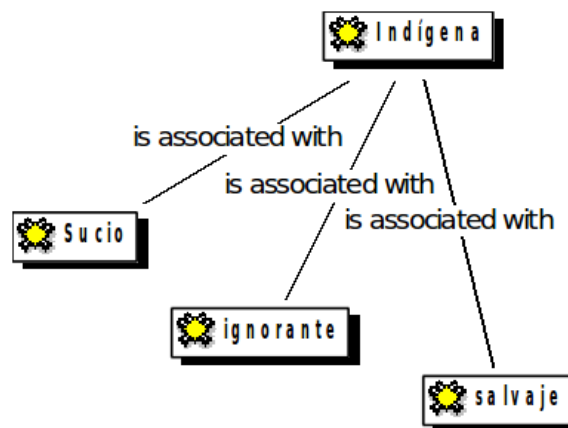 Indígena
is associated with
is associated with
is associated with
Sucio
ignorante
salvaje